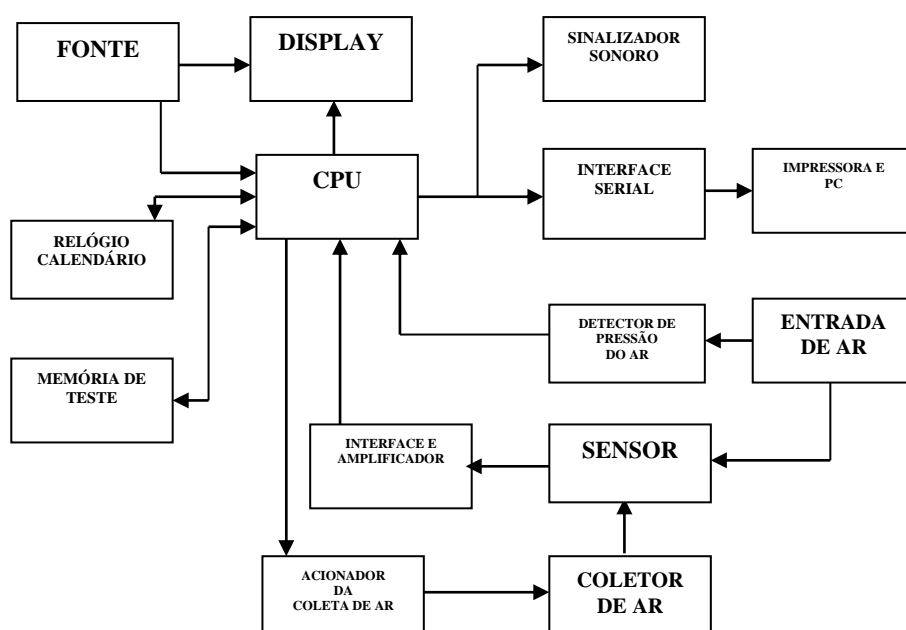 FONTE
DISPLAY
SINALIZADOR
SONORO
CPU
INTERFACE
SERIAL
IMPRESSORA E
PC
RELÓGIO
CALENDÁRIO
DETECTOR DE
PRESSÃO
DO AR
ENTRADA
DE AR
MEMÓRIA DE
TESTE
INTERFACE E
AMPLIFICADOR
SENSOR
ACIONADOR
DA
COLETA DE AR
COLETOR
DE AR